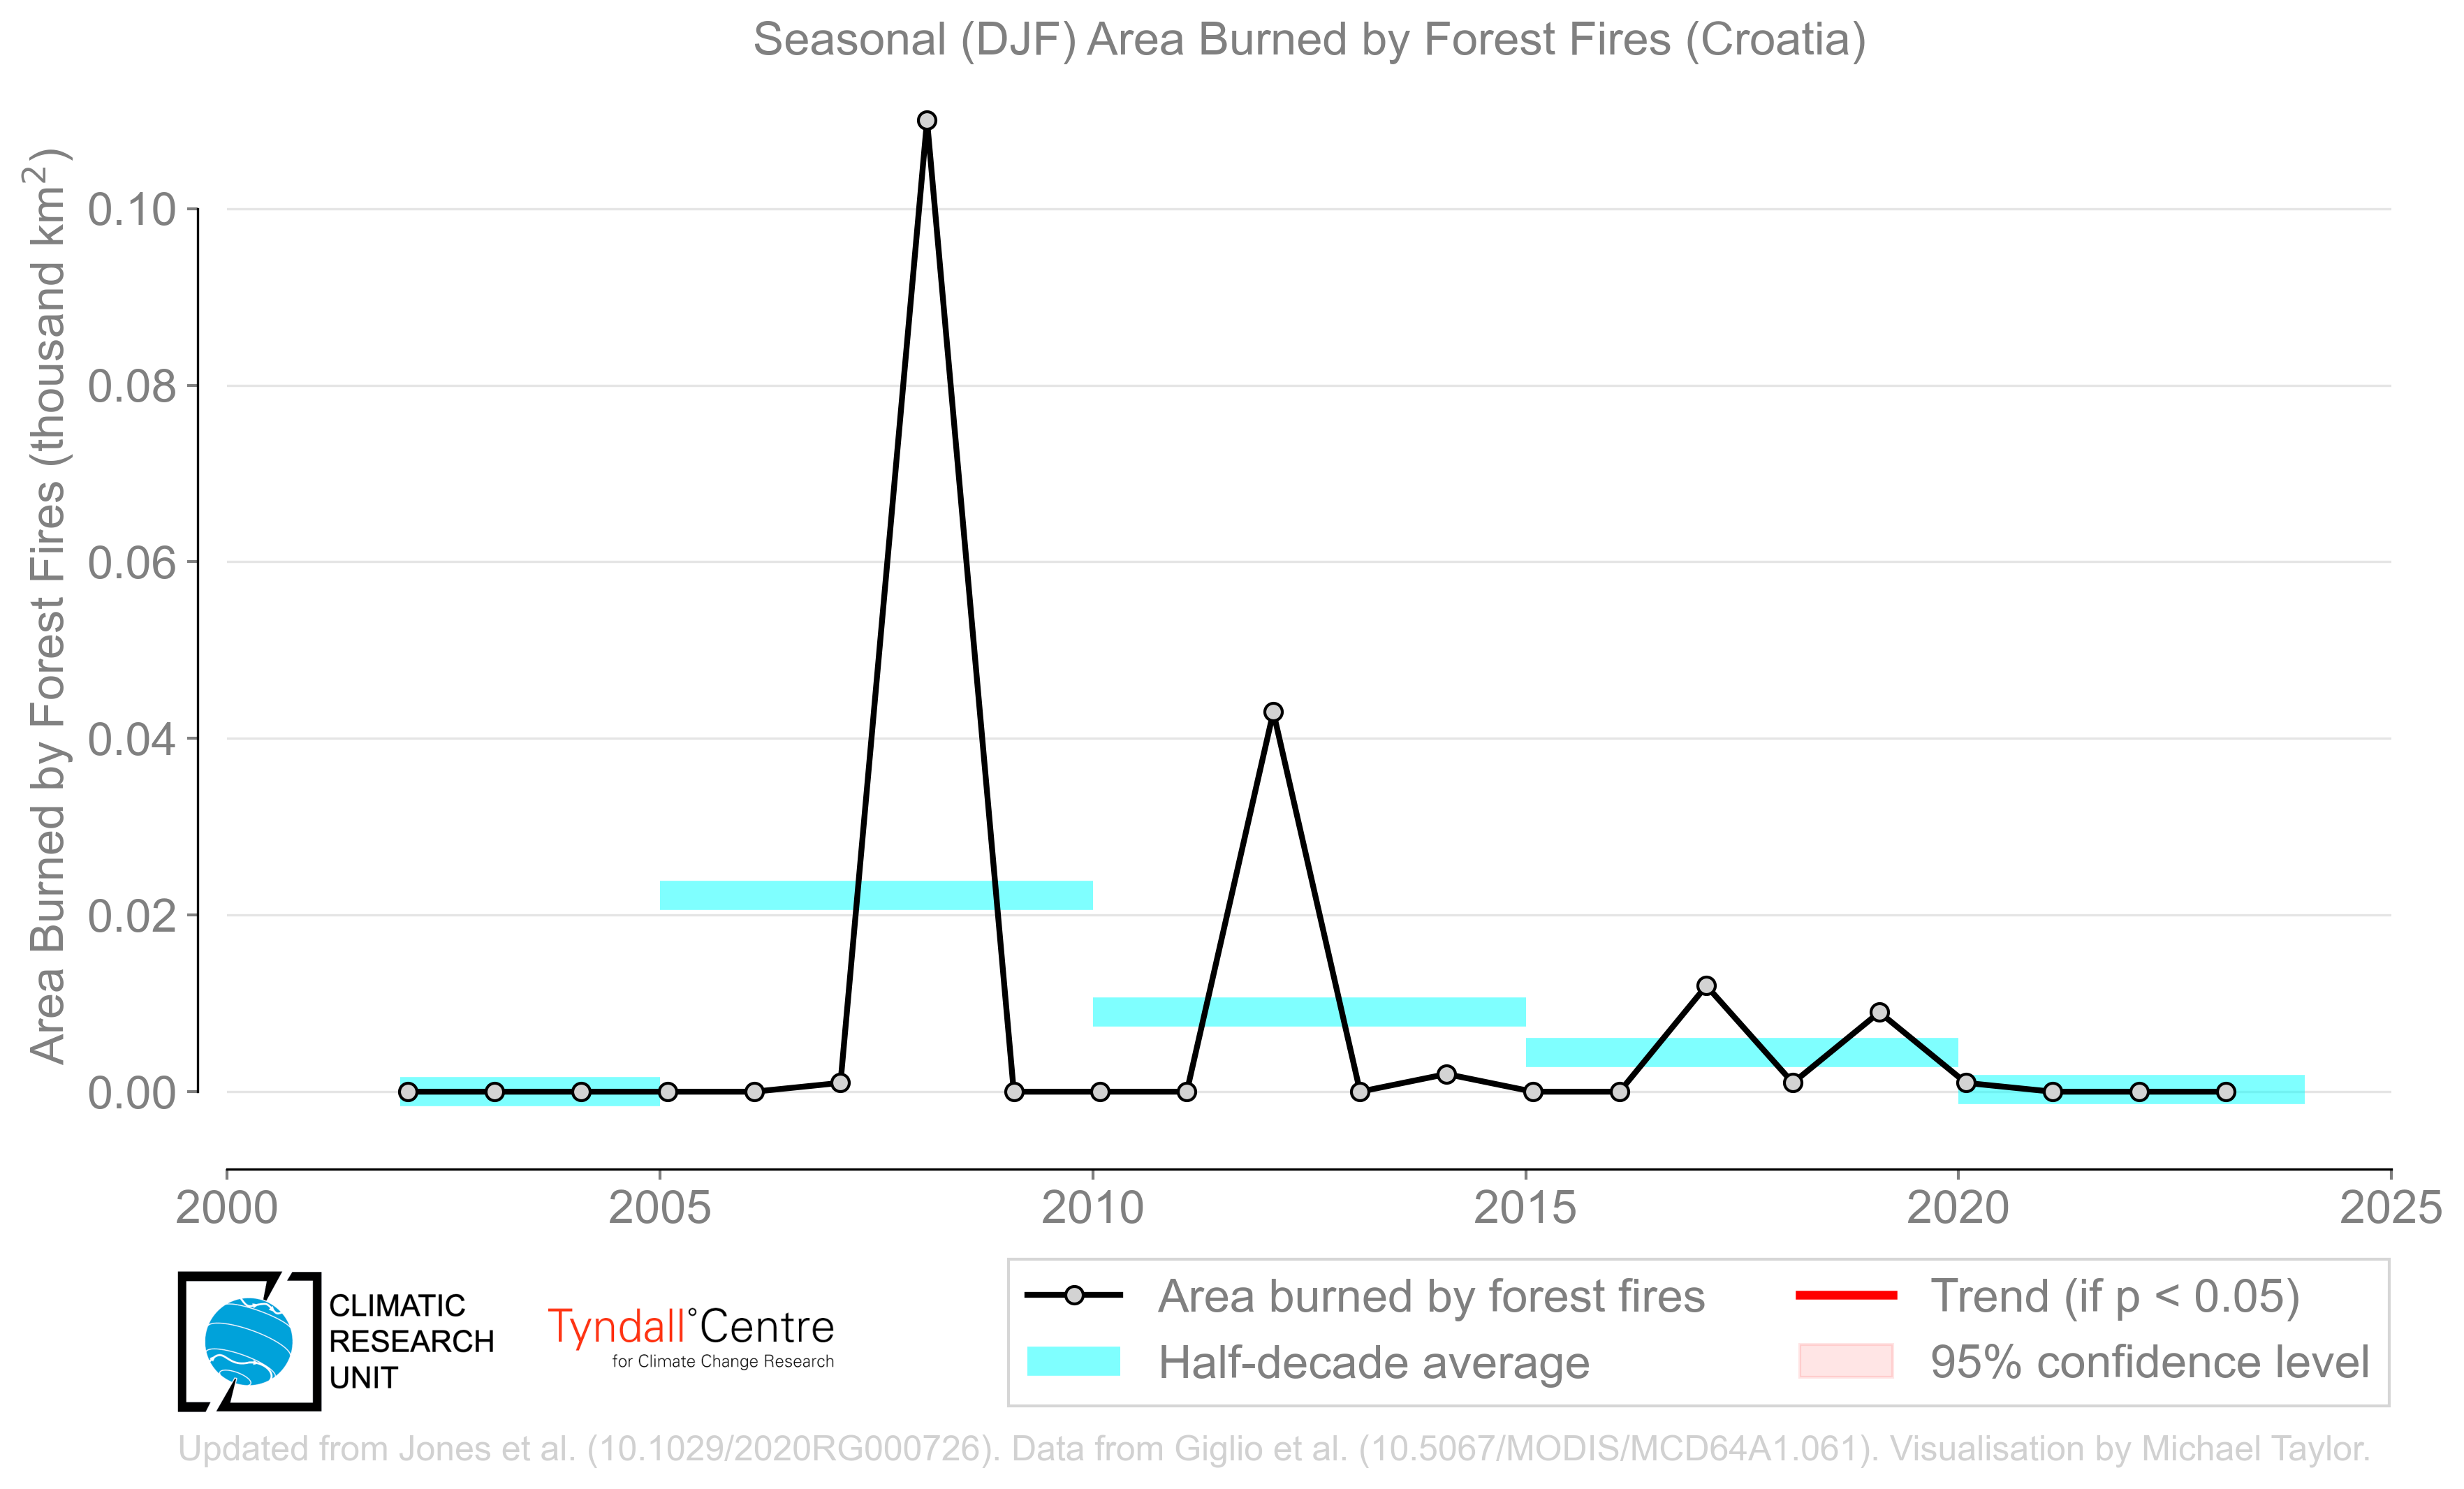 Seasonal (DJF) Area Burned by Forest Fires (Croatia)
Area Burned by Forest Fires (thousand km²)
0.10
0.08
0.06
0.04
0.02
0.00
2000 2005 2010 2015 2020 2025
CLIMATIC
RESEARCH
UNIT
Tyndall°Centre
for Climate Change Research
Area burned by forest fires
Half-decade average
Trend (if p < 0.05)
95% confidence level
Updated from Jones et al. (10.1029/2020RG000726). Data from Giglio et al. (10.5067/MODIS/MCD64A1.061). Visualisation by Michael Taylor.